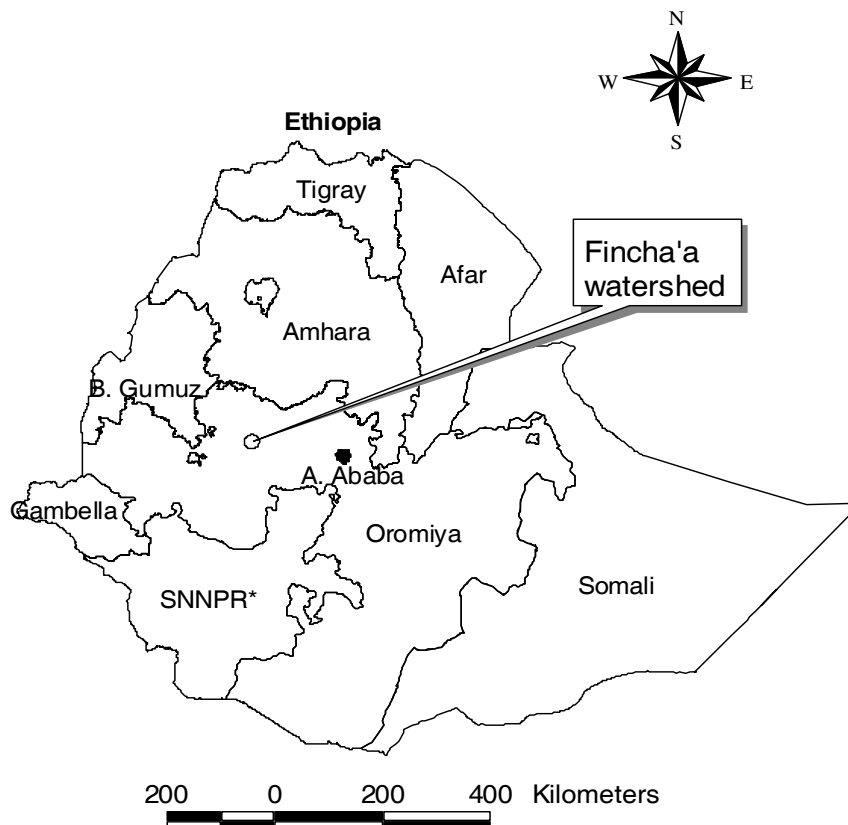 N
W E
S
Ethiopia
Tigray
Fincha'a
watershed
Afar
Amhara
B. Gumuz
A. Ababa
Gambella
Oromiya
SNNPR*
Somali
200 0 200 400 Kilometers